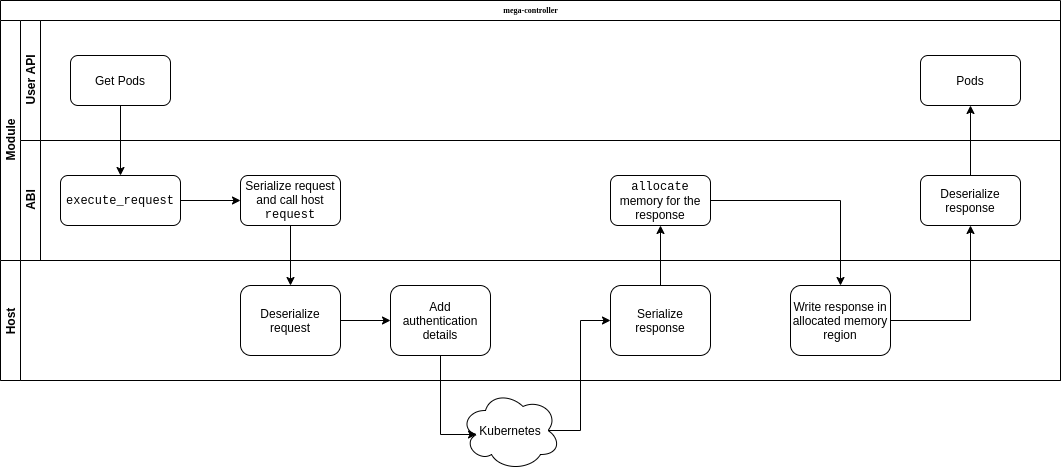 mega-controller
Module
User API
Get Pods
Pods
ABI
execute_request
Serialize request
and call host
request
allocate
memory for the
response
Deserialize
response
Host
Deserialize
request
Add
authentication
details
Serialize
response
Write response in
allocated memory
region
Kubernetes